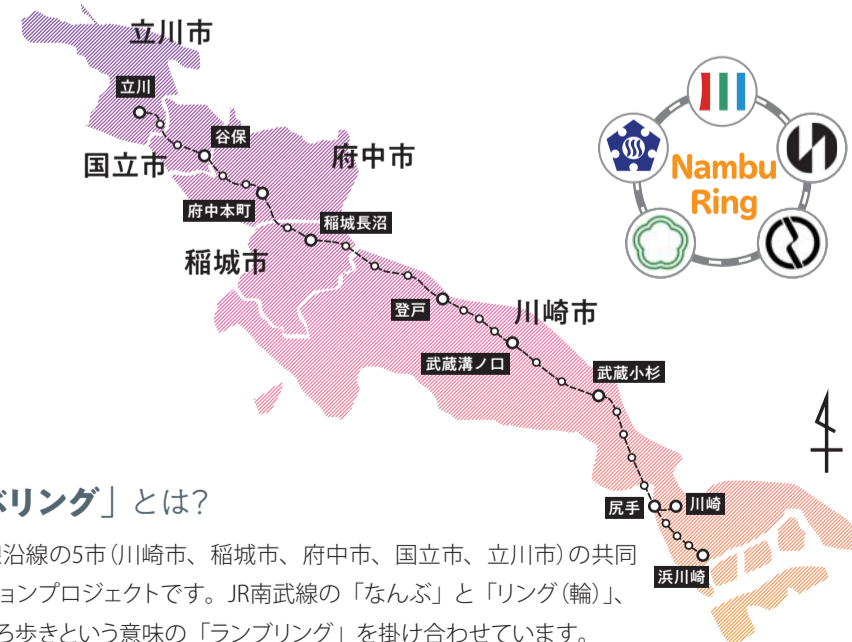 立川市
立川
谷保
国立市
府中市
府中本町
稲城長沼
稲城市
Nambu
Ring
登戸
川崎市
武蔵溝ノ口
武蔵小杉
尻手
川崎
浜川崎
ぶリング」とは?
線沿線の5市(川崎市、稲城市、府中市、国立市、立川市)の共同
ションプロジェクトです。JR南武線の「なんぶ」と「リング(輪)」、
ろ歩きという意味の「ランブリング」を掛け合わせています。